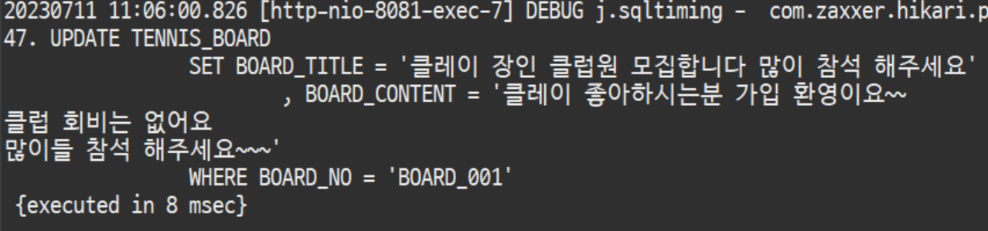 20230711 11:06:00.826 [http-nio-8081-exec-7] DEBUG j.sqltiming - com.zaxxer.hikari.p
47. UPDATE TENNIS_BOARD
SET BOARD_TITLE = '클레이 장인 클럽원 모집합니다 많이 참석 해주세요'
, BOARD_CONTENT = '클레이 좋아하시는분 가입 환영이요~~
클럽 회비는 없어요
많이들 참석 해주세요~~~'
WHERE BOARD_NO = 'BOARD_001'
{executed in 8 msec}